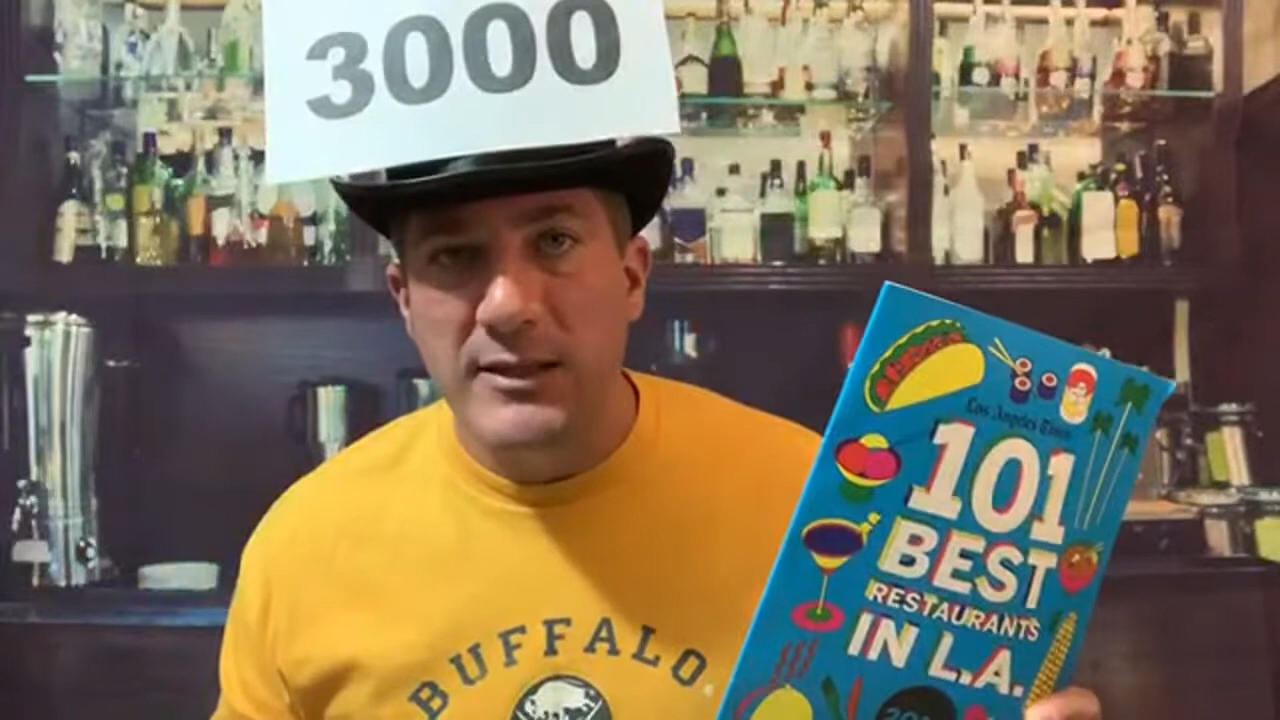 3000
BUFFALO
Los Angeles Times
101
BEST
RESTAURANTS
IN L.A.